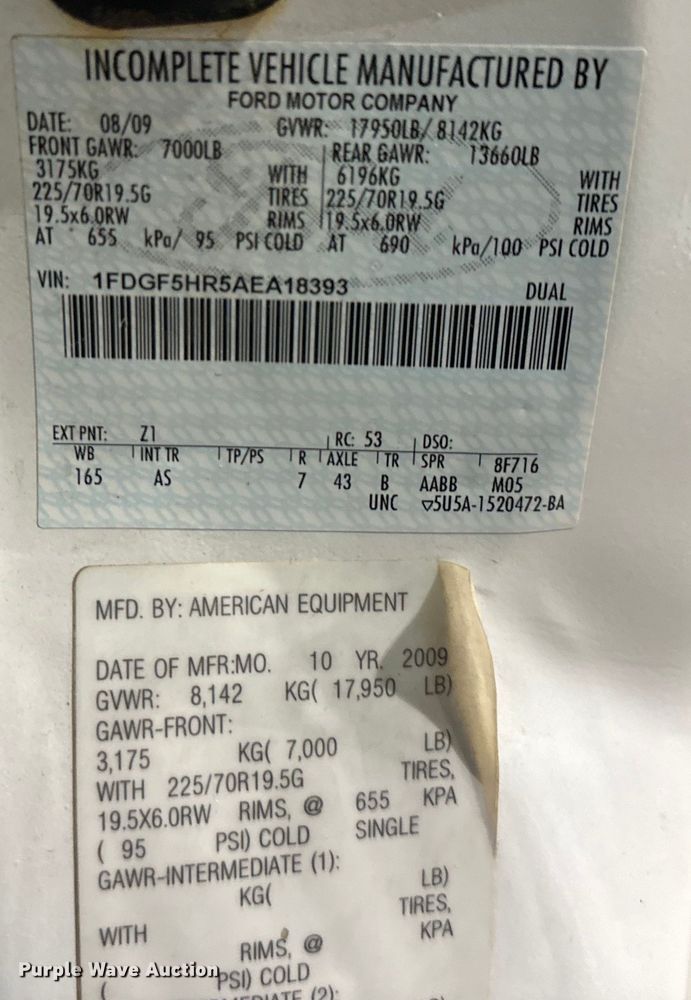 INCOMPLETE VEHICLE MANUFACTURED BY
FORD MOTOR COMPANY
DATE: 08/09 GVWR: 17950LB/ 8142KG
FRONT GAWR: 7000LB REAR GAWR: 13660LB
3175KG WITH 6196KG WITH
225/70R19.5G TIRES 225/70R19.5G TIRES
19.5x6.0RW RIMS 19.5x6.0RW RIMS
AT 655 kPa/ 95 PSI COLD AT 690 kPa/100 PSI COLD
VIN: 1FDGF5HR5AEA18393 DUAL
EXT PNT: Z1 RC: 53 DSO:
WB INT TR TP/PS R AXLE TR SPR 8F716
165 AS 7 43 B AABB M05
UNC ▽5U5A-1520472-BA
MFD. BY: AMERICAN EQUIPMENT
DATE OF MFR:MO. 10 YR. 2009
GVWR: 8,142 KG( 17,950 LB)
GAWR-FRONT:
3,175 KG( 7,000 LB)
WITH 225/70R19.5G TIRES,
19.5X6.0RW RIMS, @ 655 KPA
( 95 PSI) COLD SINGLE
GAWR-INTERMEDIATE (1):
KG( LB)
WITH TIRES,
RIMS, @ KPA
( PSI) COLD
Purple Wave Auction